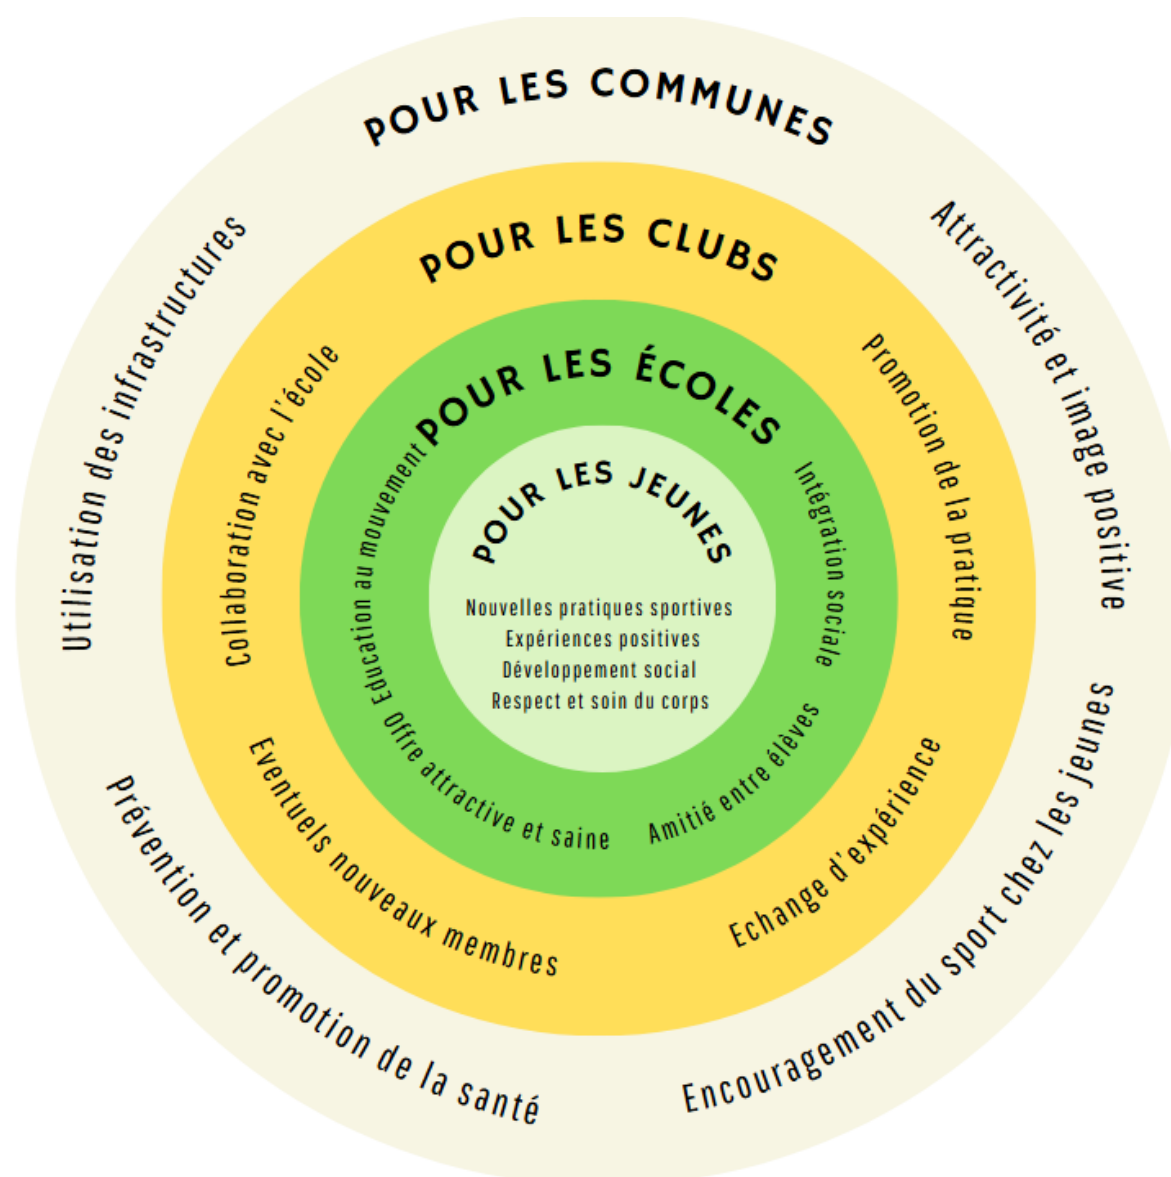 POUR LES COMMUNES
Utilisation des infrastructures
Attractivité et image positive
Prévention et promotion de la santé
Encouragement du sport chez les jeunes
POUR LES CLUBS
Collaboration avec l'école
Promotion de la pratique
Eventuels nouveaux membres
Echange d'expérience
POUR LES ÉCOLES
Education au mouvement
Intégration sociale
Offre attractive et saine
Amitié entre élèves
POUR LES JEUNES
Nouvelles pratiques sportives
Expériences positives
Développement social
Respect et soin du corps